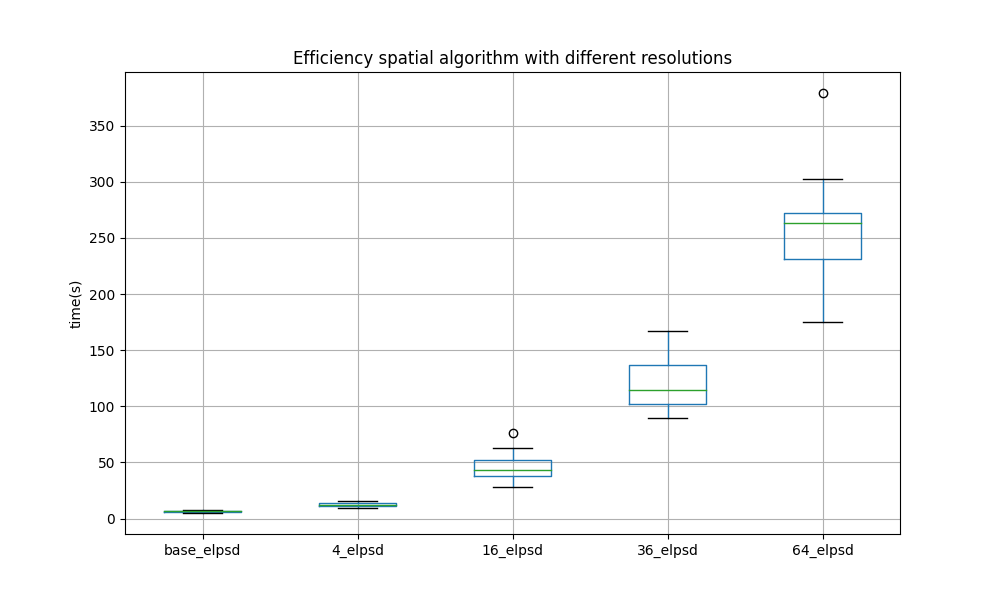 Efficiency spatial algorithm with different resolutions
350
300
250
200
150
100
50
0
time(s)
base_elpsd
4_elpsd
16_elpsd
36_elpsd
64_elpsd